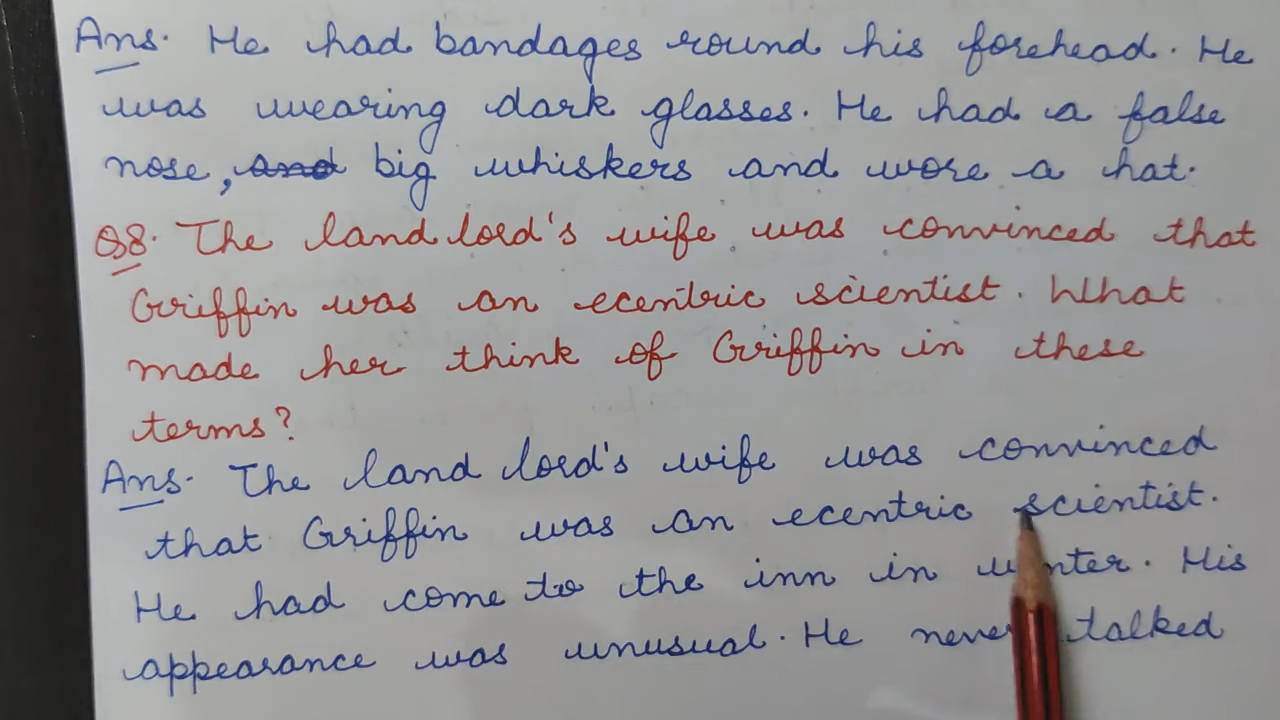 Ans. He had bandages round his forehead. He
was wearing dark glasses. He had a false
nose, and big whiskers and wore a hat.
Q8. The land lord's wife was convinced that
Griffin was an ecentric scientist. What
made her think of Griffin in these
terms?
Ans. The land lord's wife was convinced
that Griffin was an ecentric scientist.
He had come to the inn in winter. His
appearance was unusual. He never talked